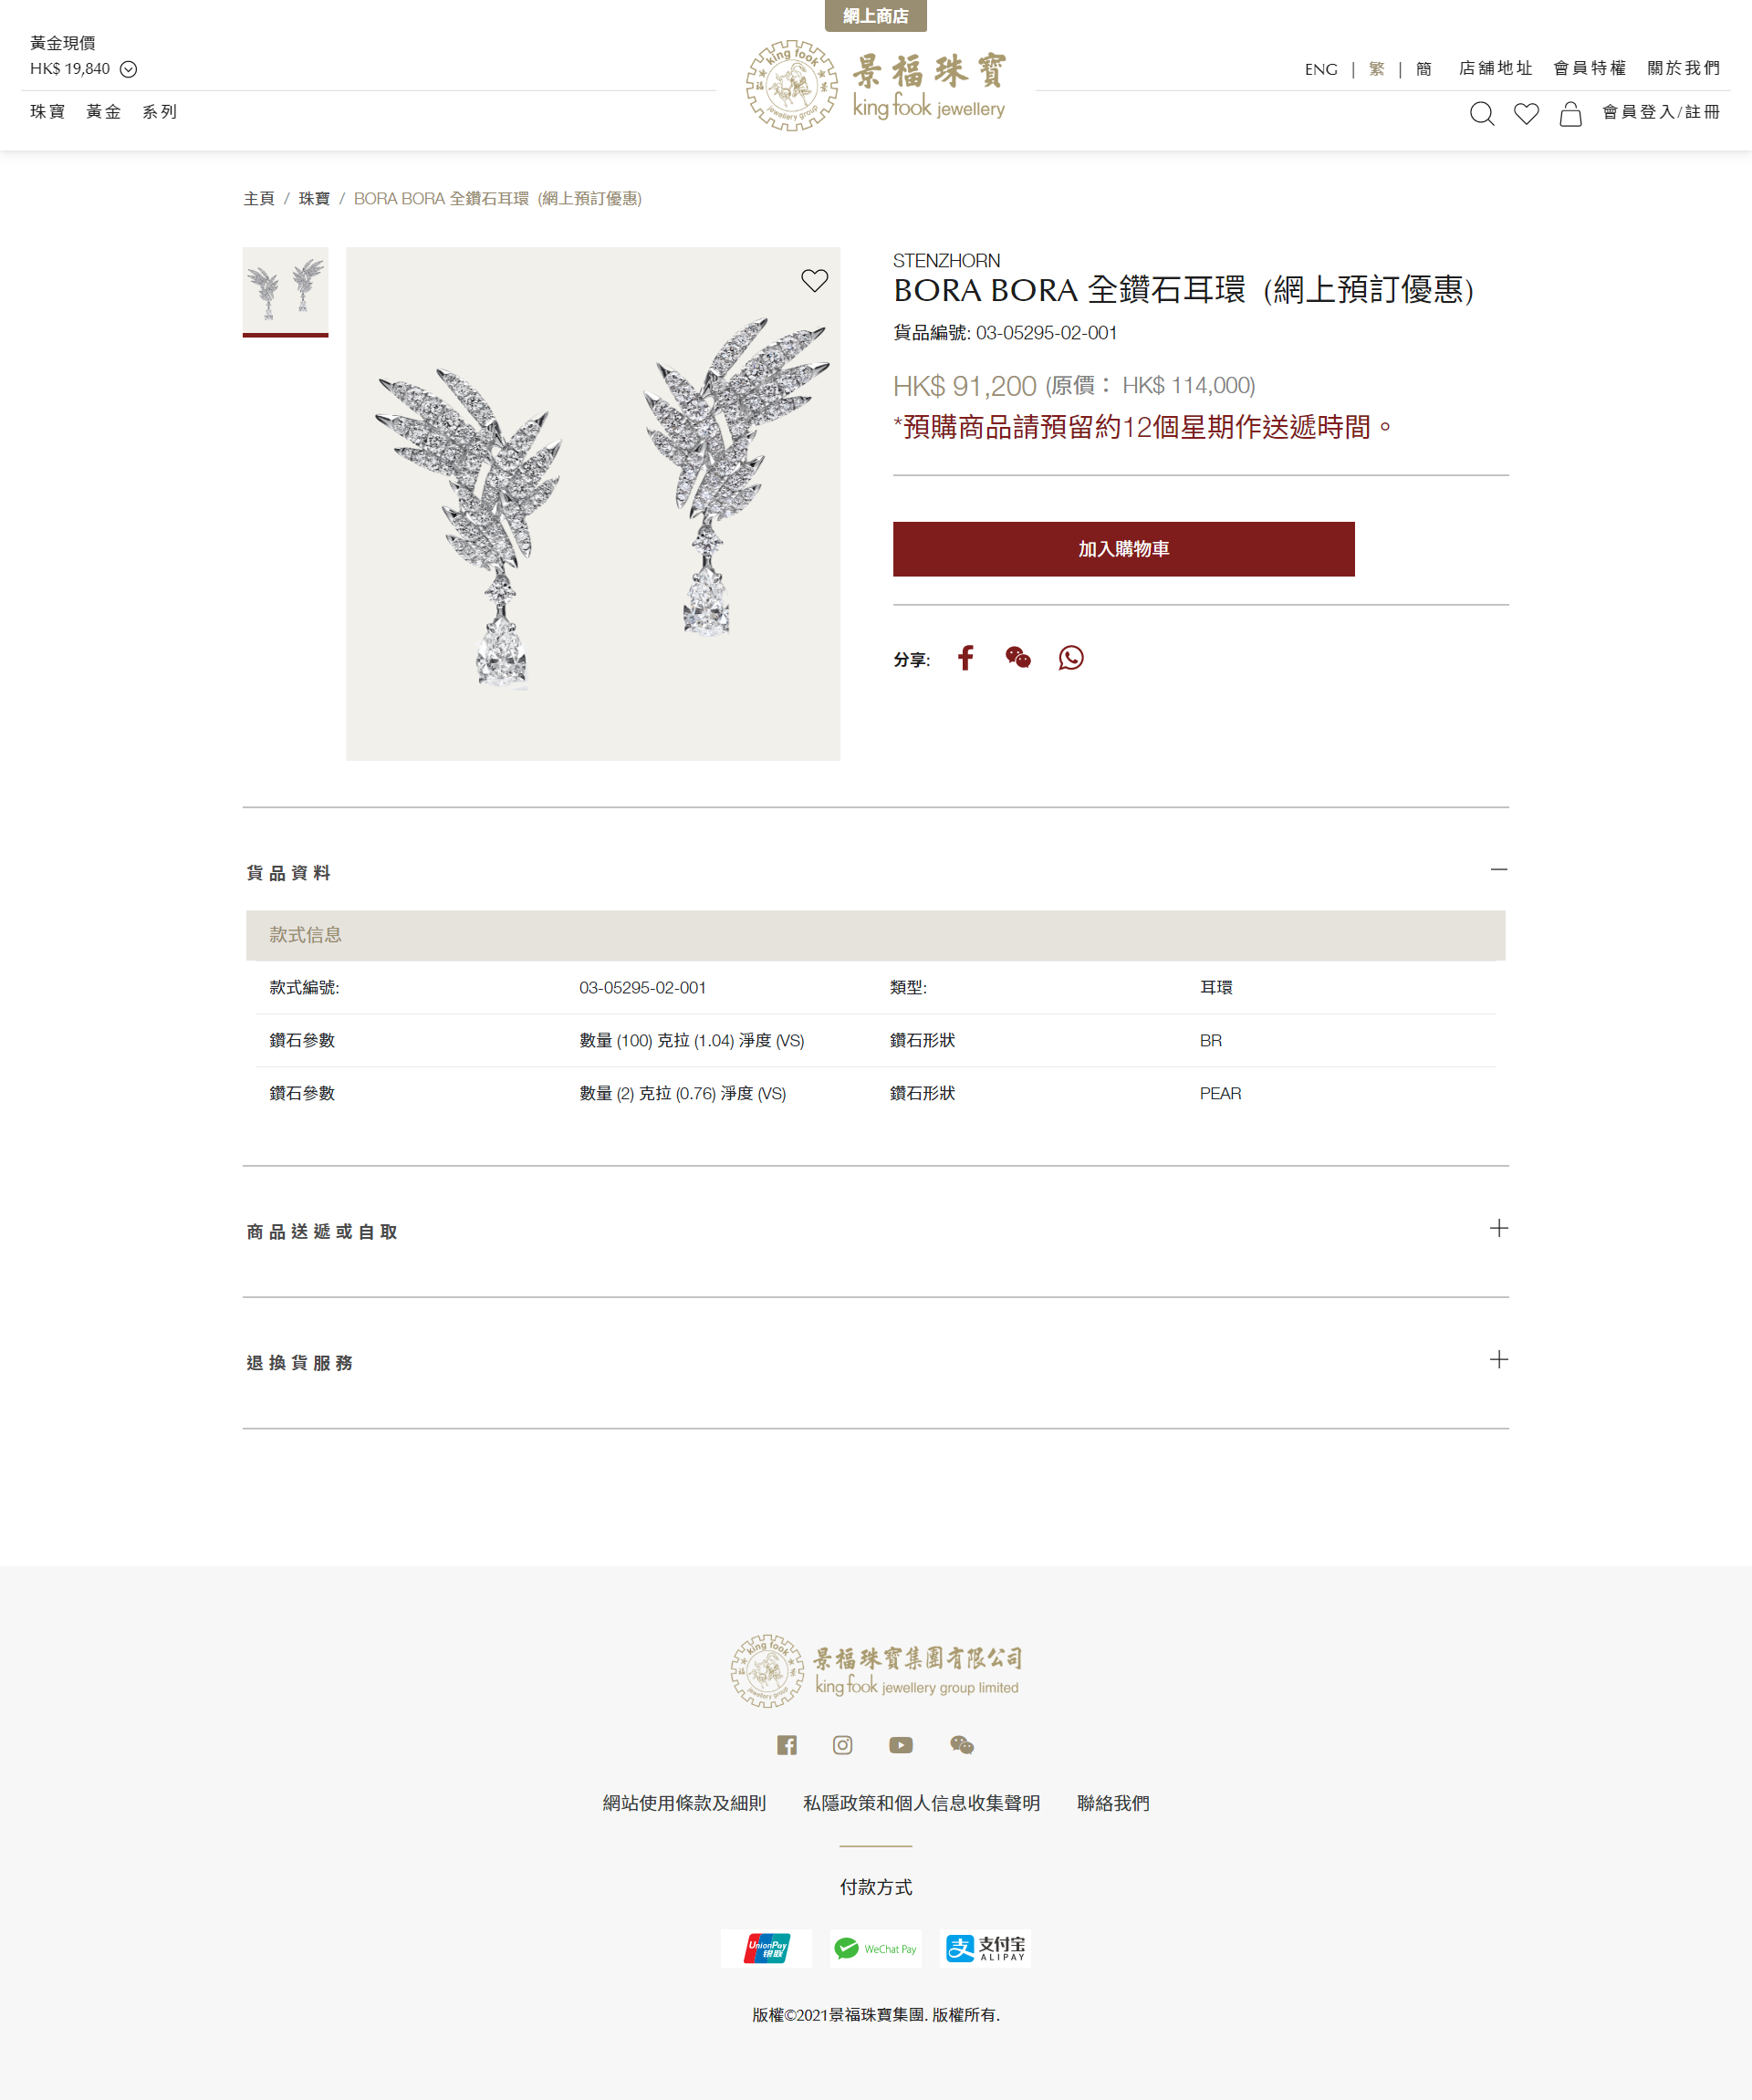 網上商店
黃金現價
HK$ 19,840
king fook
jewellery group
景福珠寶
king fook jewellery
ENG | 繁 | 簡 店舖地址 會員特權 關於我們
珠寶 黃金 系列
會員登入/註冊
主頁 / 珠寶 / BORA BORA 全鑽石耳環 (網上預訂優惠)
STENZHORN
BORA BORA 全鑽石耳環 (網上預訂優惠)
貨品編號: 03-05295-02-001
HK$ 91,200 (原價： HK$ 114,000)
*預購商品請預留約12個星期作送遞時間。
加入購物車
分享:
貨品資料
款式信息
款式編號: 03-05295-02-001 類型: 耳環
鑽石參數 數量 (100) 克拉 (1.04) 淨度 (VS) 鑽石形狀 BR
鑽石參數 數量 (2) 克拉 (0.76) 淨度 (VS) 鑽石形狀 PEAR
商品送遞或自取
退換貨服務
king fook
jewellery group
景福珠寶集團有限公司
king fook jewellery group limited
網站使用條款及細則 私隱政策和個人信息收集聲明 聯絡我們
付款方式
UnionPay
银联
WeChat Pay
支 支付宝
ALIPAY
版權©2021景福珠寶集團. 版權所有.